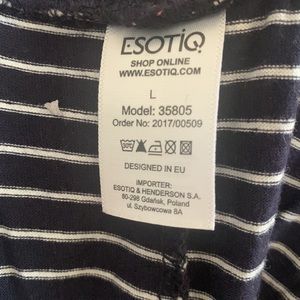 ESOTiQ
SHOP ONLINE
WWW.ESOTIQ.COM
L
Model: 35805
Order No: 2017/00509
DESIGNED IN EU
IMPORTER:
ESOTIQ & HENDERSON S.A.
80-298 Gdańsk, Poland
ul. Szybowcowa 8A